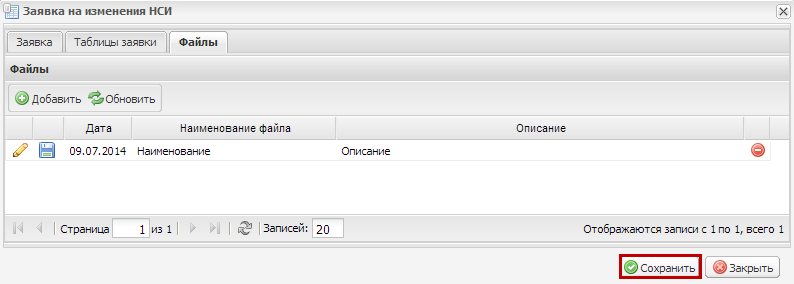 Заявка на изменения НСИ
Заявка Таблицы заявки Файлы
Файлы
Добавить Обновить
Дата Наименование файла Описание
09.07.2014 Наименование Описание
Страница 1 из 1 Записей: 20 Отображаются записи с 1 по 1, всего 1
Сохранить Закрыть